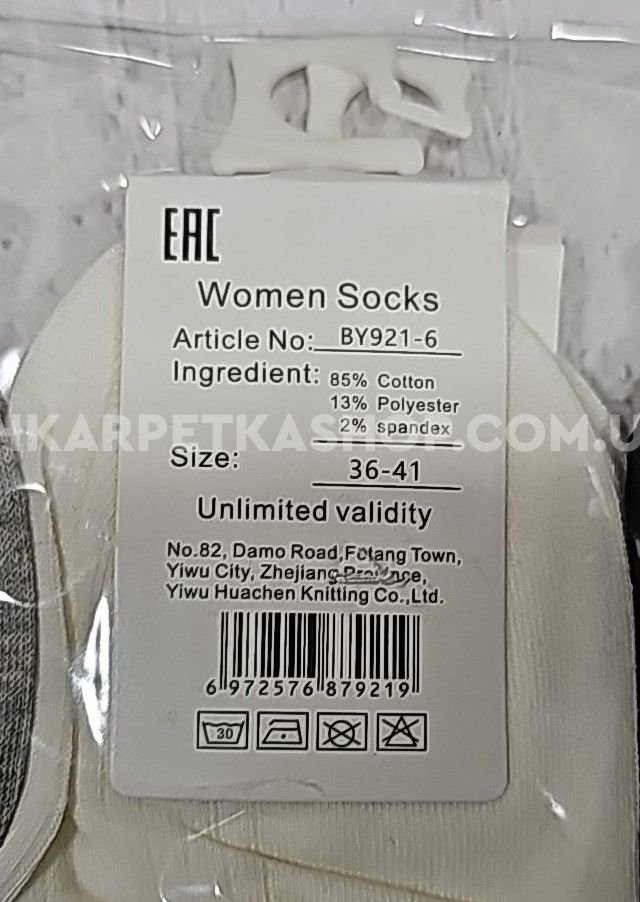 EAC
Women Socks
Article No: BY921-6
Ingredient: 85% Cotton
13% Polyester
2% spandex
HKARPETKASHOP.COM.U
Size: 36-41
Unlimited validity
No.82, Damo Road,Fotang Town,
Yiwu City, Zhejiang Province,
Yiwu Huachen Knitting Co.,Ltd.
6 972576 879219
30